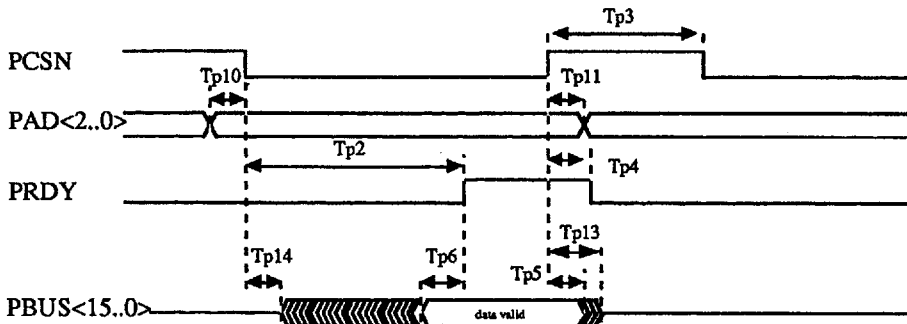 Tp3
PCSN
Tp10
Tp11
PAD<2..0>
Tp2
Tp4
PRDY
Tp14
Tp6
Tp13
Tp5
PBUS<15..0>
data valid